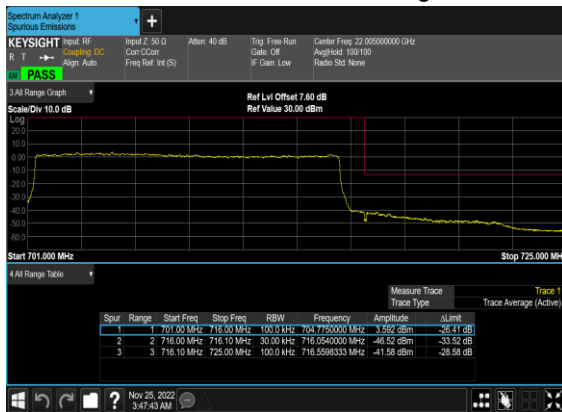 Spectrum Analyzer 1
Spurious Emissions
KEYSIGHT Input: RF Input Z: 50 Ω Atten: 40 dB Trig: Free Run Center Freq: 22.005000000 GHz
R T Coupling: DC Corr CCorr Gate: Off Avg|Hold: 100/100
Align: Auto Freq Ref: Int (S) IF Gain: Low Radio Std: None
PASS
3 All Range Graph
Ref Lvl Offset 7.60 dB
Scale/Div 10.0 dB Ref Value 30.00 dBm
Log
20.0
10.0
0.00
-10.0
-20.0
-30.0
-40.0
-50.0
-60.0
Start 701.000 MHz Stop 725.000 MH
4 All Range Table
Measure Trace Trace 1
Trace Type Trace Average (Active)
Spur Range Start Freq Stop Freq RBW Frequency Amplitude ΔLimit
1 1 701.00 MHz 716.00 MHz 100.0 kHz 704.7750000 MHz 3.592 dBm -26.41 dB
2 2 716.00 MHz 716.10 MHz 30.00 kHz 716.0540000 MHz -46.52 dBm -33.52 dB
3 3 716.10 MHz 725.00 MHz 100.0 kHz 716.5598333 MHz -41.58 dBm -28.58 dB
? Nov 25, 2022
3:47:43 AM